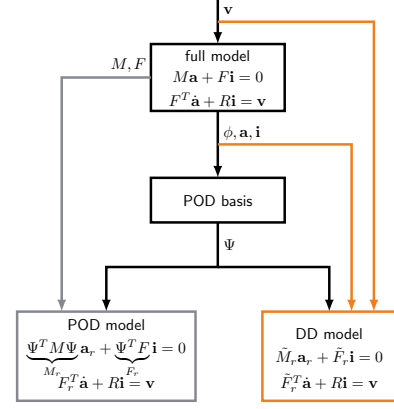 v
full model
Ma + Fi = 0
F^T ȧ + Ri = v
M, F
ϕ, a, i
POD basis
Ψ
POD model
Ψ^T MΨ a_r + Ψ^T F i = 0
M_r F_r
F_r^T ȧ + Ri = v
DD model
M̃_r a_r + F̃_r i = 0
F̃_r^T ȧ + Ri = v